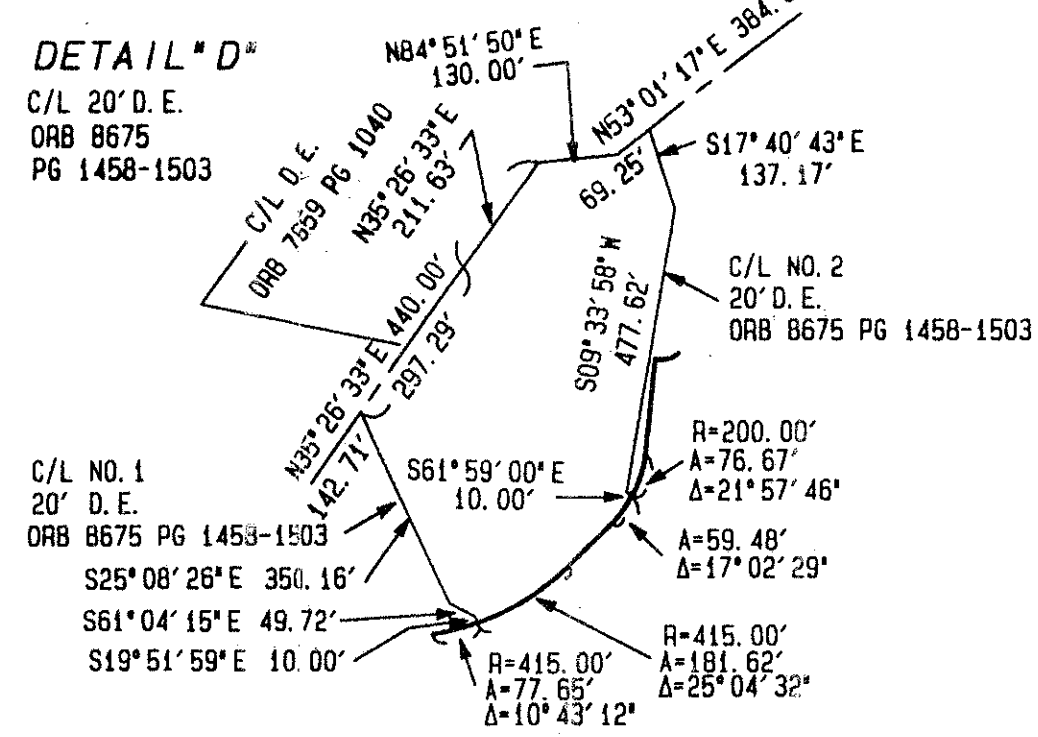 DETAIL "D"
C/L 20' D. E.
ORB 8675
PG 1458-1503
N84° 51' 50" E
130. 00'
N53° 01' 17" E 384.
69. 25'
S17° 40' 43" E
137. 17'
C/L D. E.
ORB 7659 PG 1040
N35° 26' 33" E
211. 63'
N35° 26' 33" E 440. 00'
297. 29'
142. 71'
S09° 33' 58" W
477. 62'
C/L NO. 2
20' D. E.
ORB 8675 PG 1458-1503
R=200. 00'
A=76. 67'
Δ=21° 57' 46"
S61° 59' 00" E
10. 00'
A=59. 48'
Δ=17° 02' 29"
C/L NO. 1
20' D. E.
ORB 8675 PG 1458-1503
S25° 08' 26" E 350. 16'
S61° 04' 15" E 49. 72'
S19° 51' 59" E 10. 00'
R=415. 00'
A=77. 65'
Δ=10° 43' 12"
R=415. 00'
A=181. 62'
Δ=25° 04' 32"